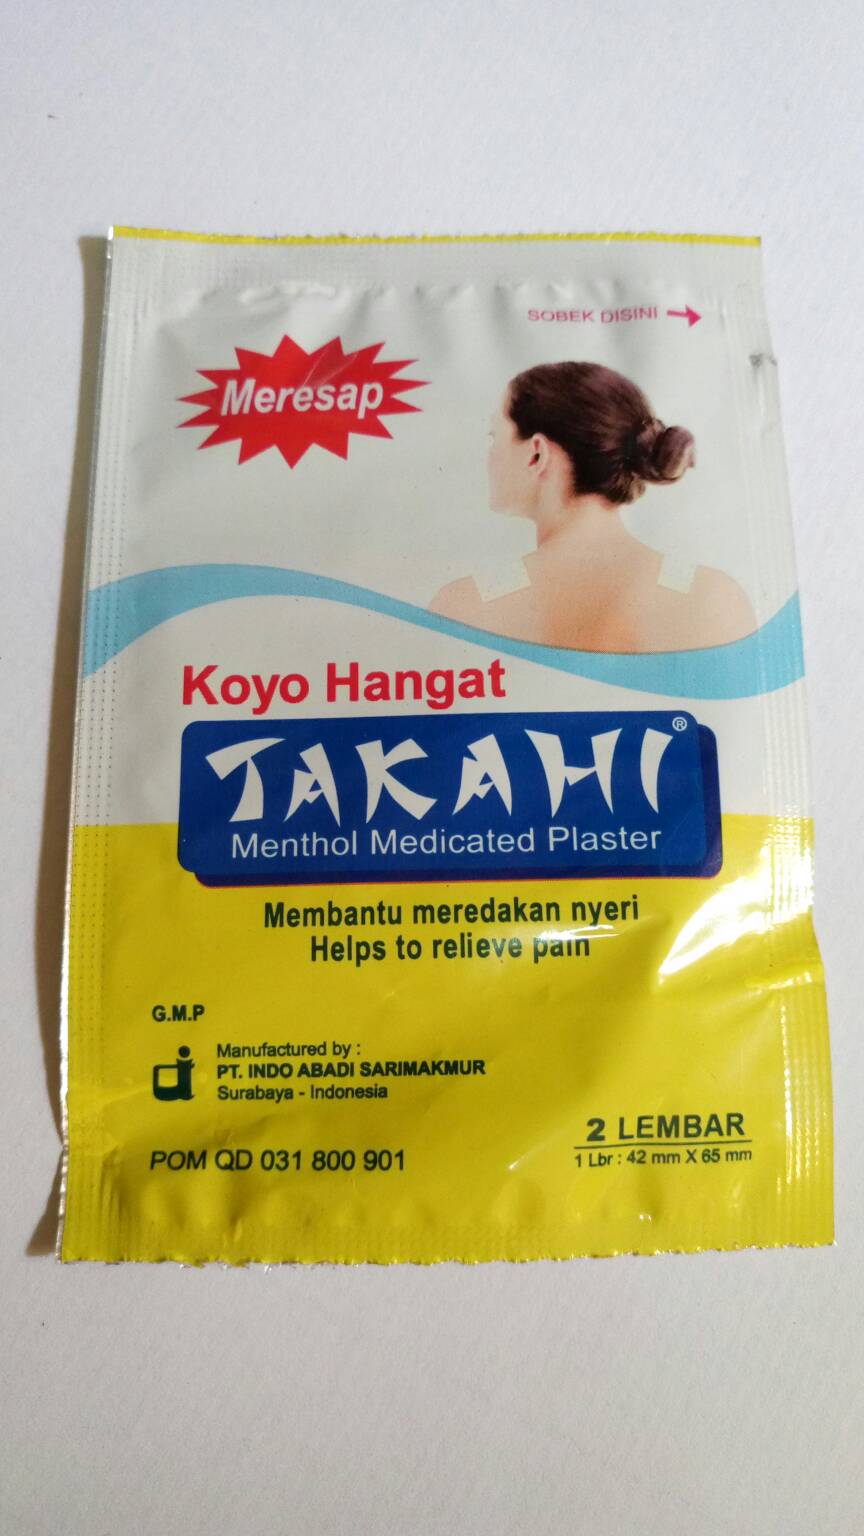 SOBEK DISINI
Meresap
Koyo Hangat
TAKAHI®
Menthol Medicated Plaster
Membantu meredakan nyeri
Helps to relieve pain
G.M.P
Manufactured by :
PT. INDO ABADI SARIMAKMUR
Surabaya - Indonesia
2 LEMBAR
1 Lbr : 42 mm X 65 mm
POM QD 031 800 901